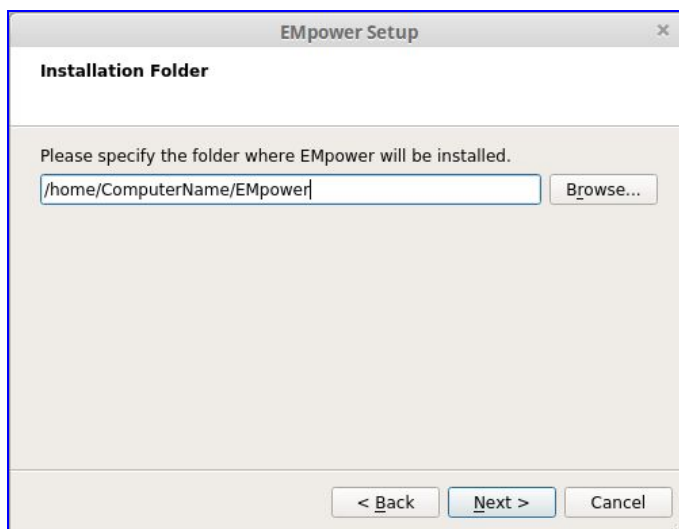 EMpower Setup
Installation Folder
Please specify the folder where EMpower will be installed.
/home/ComputerName/EMpower
Browse...
< Back
Next >
Cancel